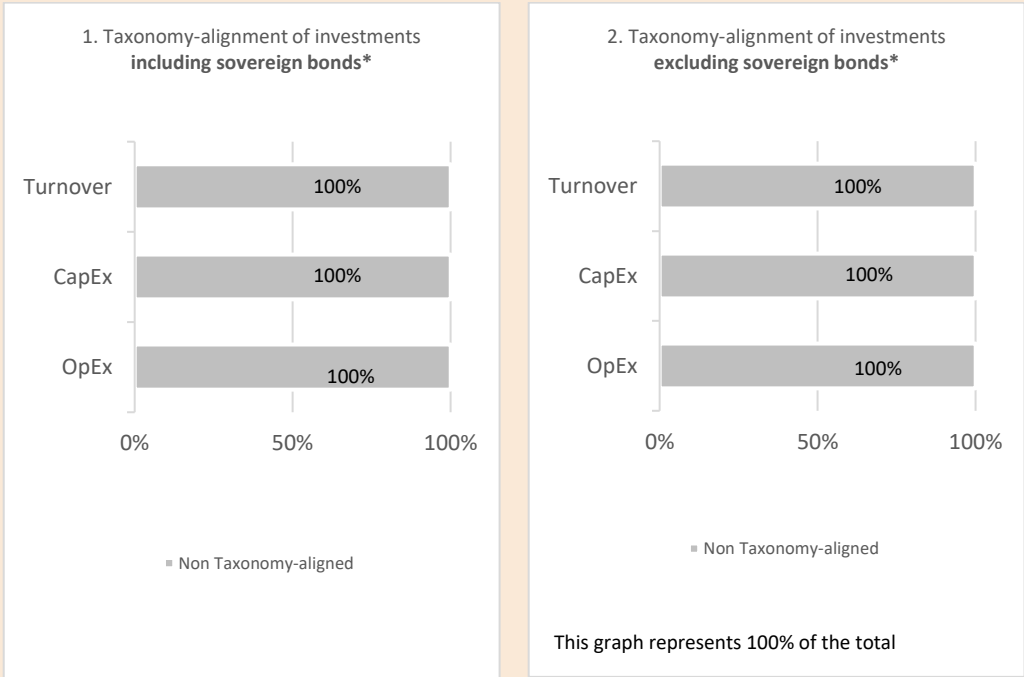 1. Taxonomy-alignment of investments
including sovereign bonds*
Turnover
100%
CapEx
100%
OpEx
100%
0%
50%
100%
Non Taxonomy-aligned
2. Taxonomy-alignment of investments
excluding sovereign bonds*
Turnover
100%
CapEx
100%
OpEx
100%
0%
50%
100%
Non Taxonomy-aligned
This graph represents 100% of the total